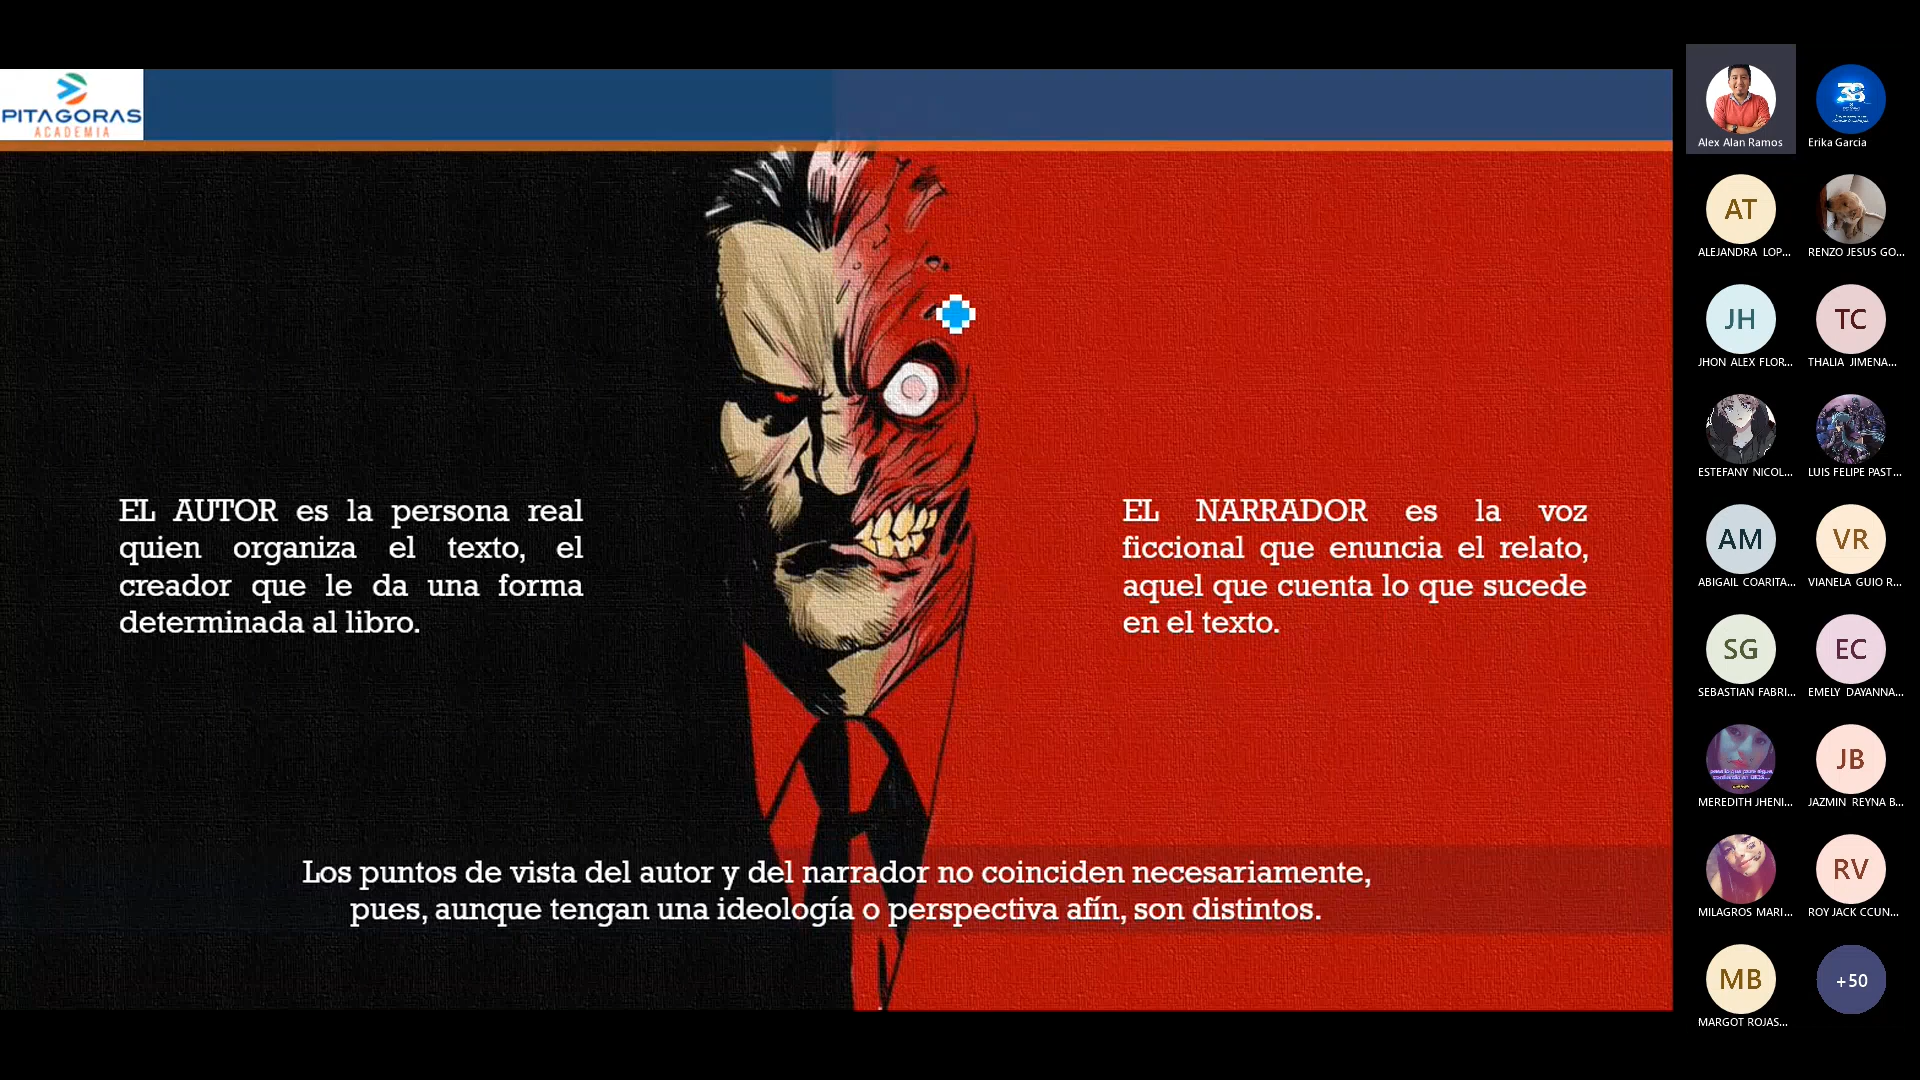 PITAGORAS
ACADEMIA
EL AUTOR es la persona real
quien organiza el texto, el
creador que le da una forma
determinada al libro.
EL NARRADOR es la voz
ficcional que enuncia el relato,
aquel que cuenta lo que sucede
en el texto.
Los puntos de vista del autor y del narrador no coinciden necesariamente,
pues, aunque tengan una ideología o perspectiva afín, son distintos.
Alex Alan Ramos
38
Erika Garcia
AT
ALEJANDRA LOP...
RENZO JESUS GO...
JH
JHON ALEX FLOR...
TC
THALIA JIMENA...
ESTEFANY NICOL...
LUIS FELIPE PAST...
AM
ABIGAIL COARITA...
VR
VIANELA GUIO R...
SG
SEBASTIAN FABRI...
EC
EMELY DAYANNA...
MEREDITH JHENI...
JB
JAZMIN REYNA B...
MILAGROS MARI...
RV
ROY JACK CCUN...
MB
MARGOT ROJAS...
+50